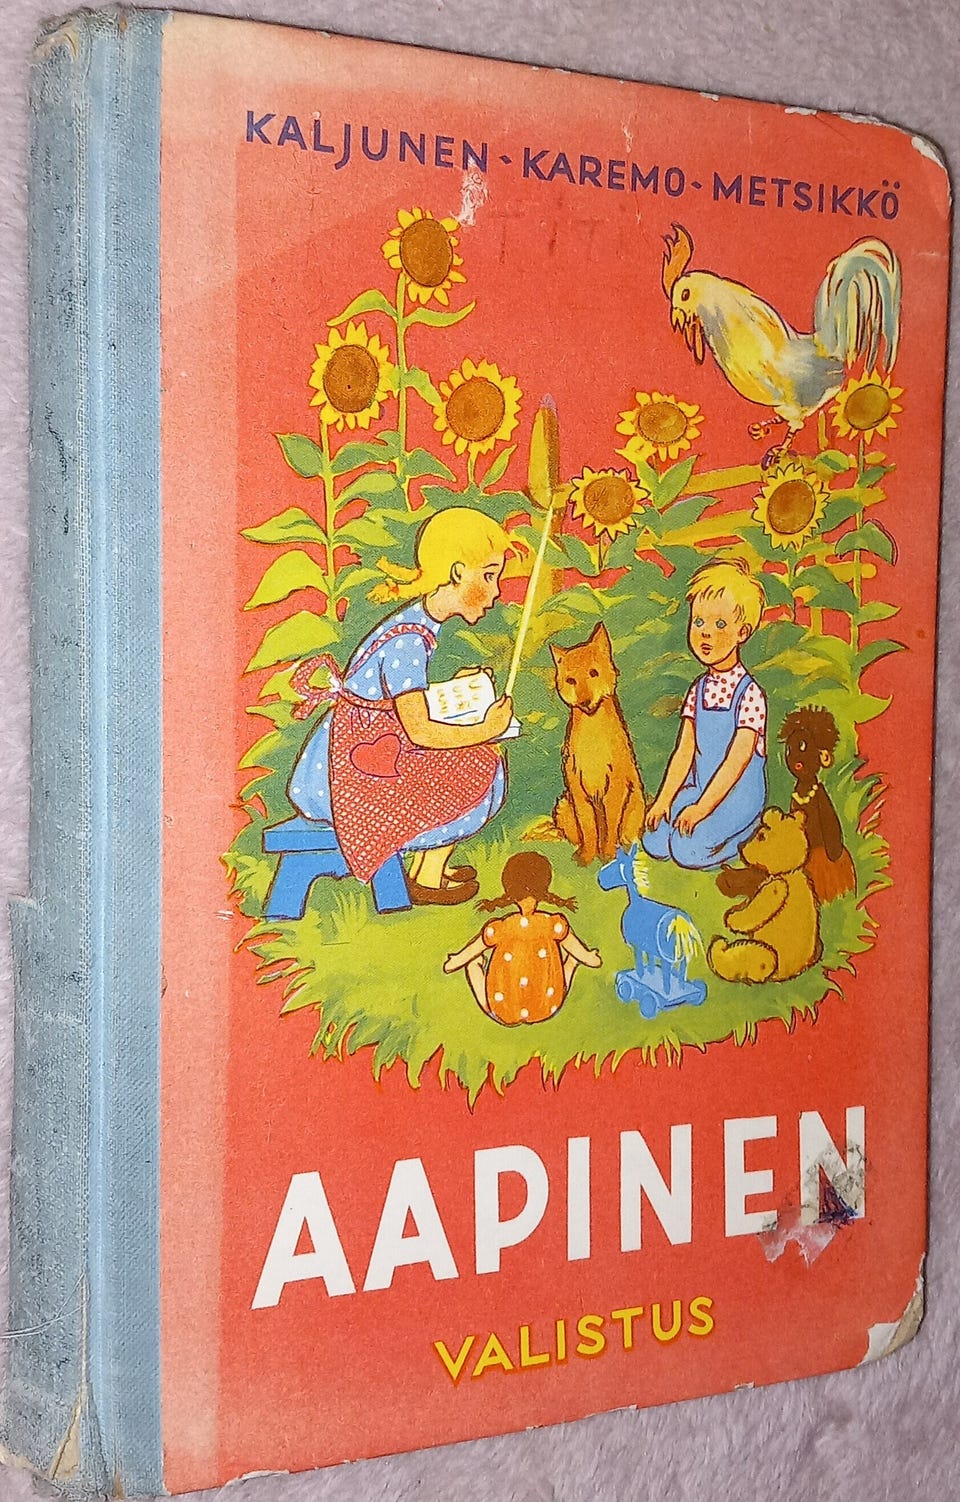 KALJUNEN - KAREMO - METSIKKÖ
AAPINEN
VALISTUS